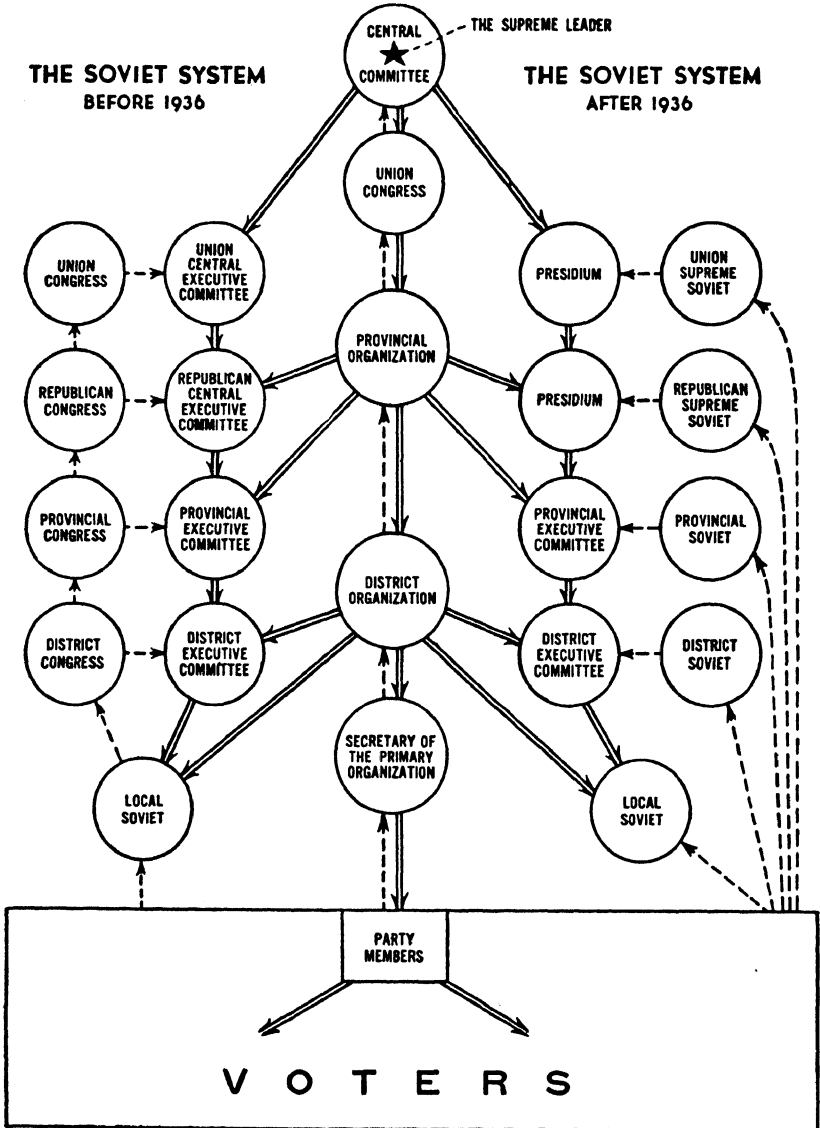 THE SUPREME LEADER
CENTRAL
COMMITTEE
THE SOVIET SYSTEM
BEFORE 1936
THE SOVIET SYSTEM
AFTER 1936
UNION
CONGRESS
UNION
CONGRESS
UNION
CENTRAL
EXECUTIVE
COMMITTEE
PRESIDIUM
UNION
SUPREME
SOVIET
PROVINCIAL
ORGANIZATION
REPUBLICAN
CONGRESS
REPUBLICAN
CENTRAL
EXECUTIVE
COMMITTEE
PRESIDIUM
REPUBLICAN
SUPREME
SOVIET
PROVINCIAL
CONGRESS
PROVINCIAL
EXECUTIVE
COMMITTEE
PROVINCIAL
EXECUTIVE
COMMITTEE
PROVINCIAL
SOVIET
DISTRICT
ORGANIZATION
DISTRICT
CONGRESS
DISTRICT
EXECUTIVE
COMMITTEE
DISTRICT
EXECUTIVE
COMMITTEE
DISTRICT
SOVIET
SECRETARY OF
THE PRIMARY
ORGANIZATION
LOCAL
SOVIET
LOCAL
SOVIET
PARTY
MEMBERS
VOTERS